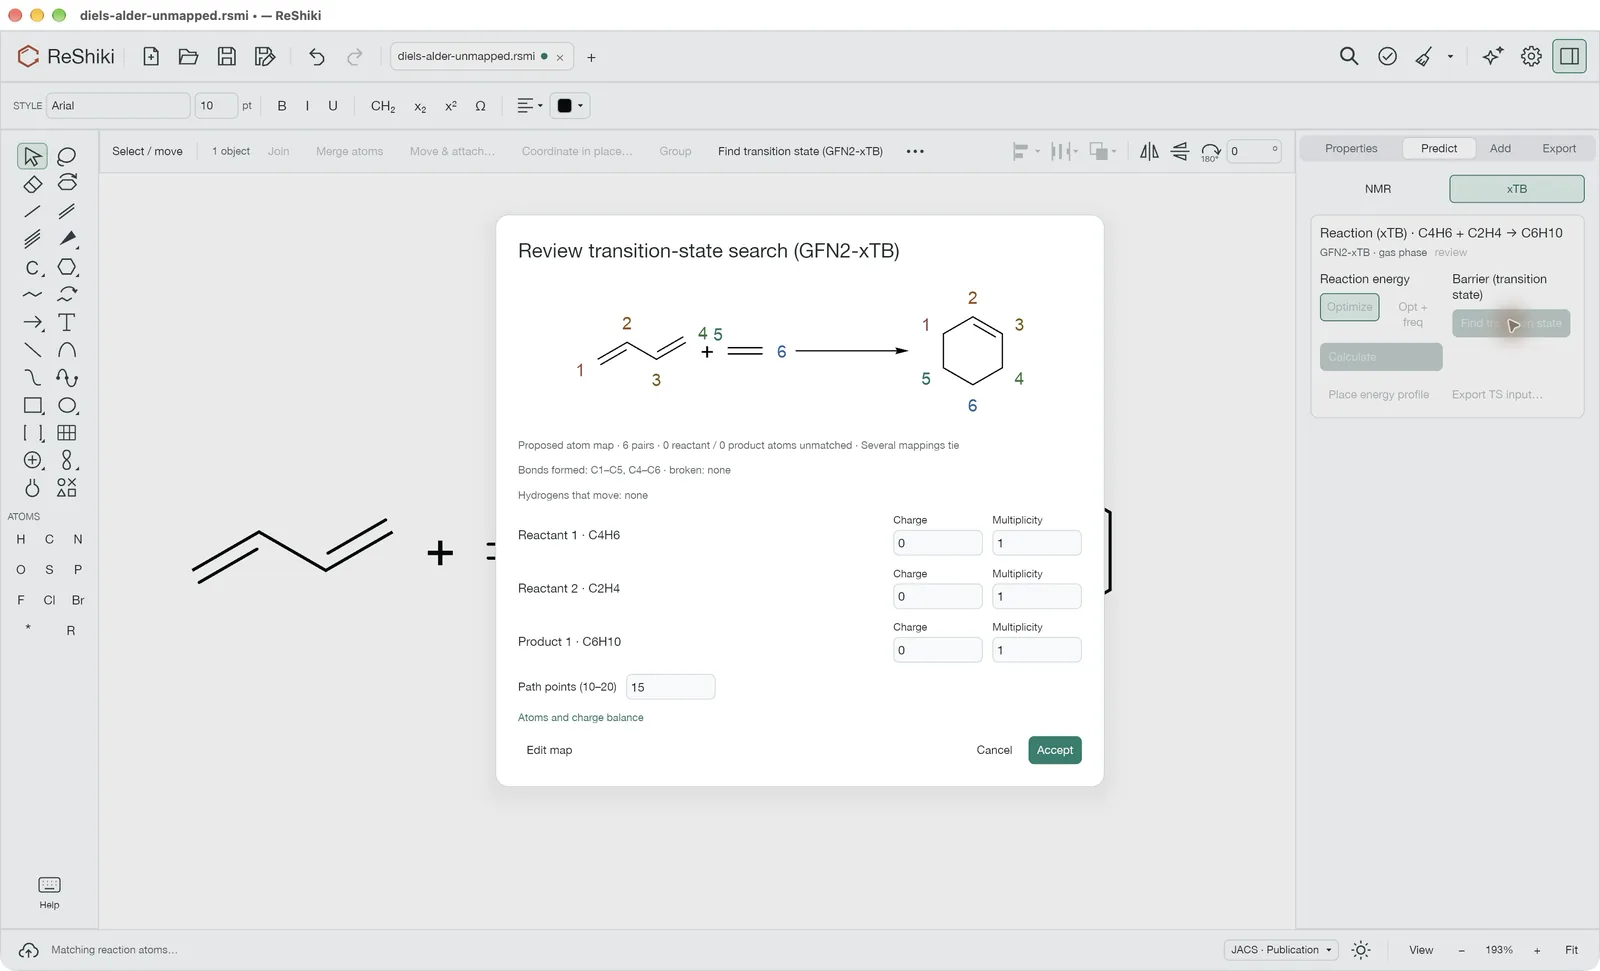 diels-alder-unmapped.rsmi • — ReShiki
ReShiki
diels-alder-unmapped.rsmi
STYLE Arial 10 pt B I U CH2 x2 x² Ω
Select / move 1 object Join Merge atoms Move & attach... Coordinate in place... Group Find transition state (GFN2-xTB) 180° 0 °
Properties Predict Add Export
NMR xTB
Reaction (xTB) · C4H6 + C2H4 → C6H10
GFN2-xTB · gas phase review
Reaction energy
Barrier (transition state)
Optimize
Opt + freq
Calculate
Place energy profile Export TS input...
C
T
ATOMS
H C N
O S P
F Cl Br
* R
Help
Review transition-state search (GFN2-xTB)
2
1
3
4 5
+
6
2
1 3
5 4
6
Proposed atom map · 6 pairs · 0 reactant / 0 product atoms unmatched · Several mappings tie
Bonds formed: C1–C5, C4–C6 · broken: none
Hydrogens that move: none
Charge Multiplicity
Reactant 1 · C4H6 0 1
Charge Multiplicity
Reactant 2 · C2H4 0 1
Charge Multiplicity
Product 1 · C6H10 0 1
Path points (10–20) 15
Atoms and charge balance
Edit map Cancel Accept
+
Matching reaction atoms...
JACS · Publication View − 193% + Fit